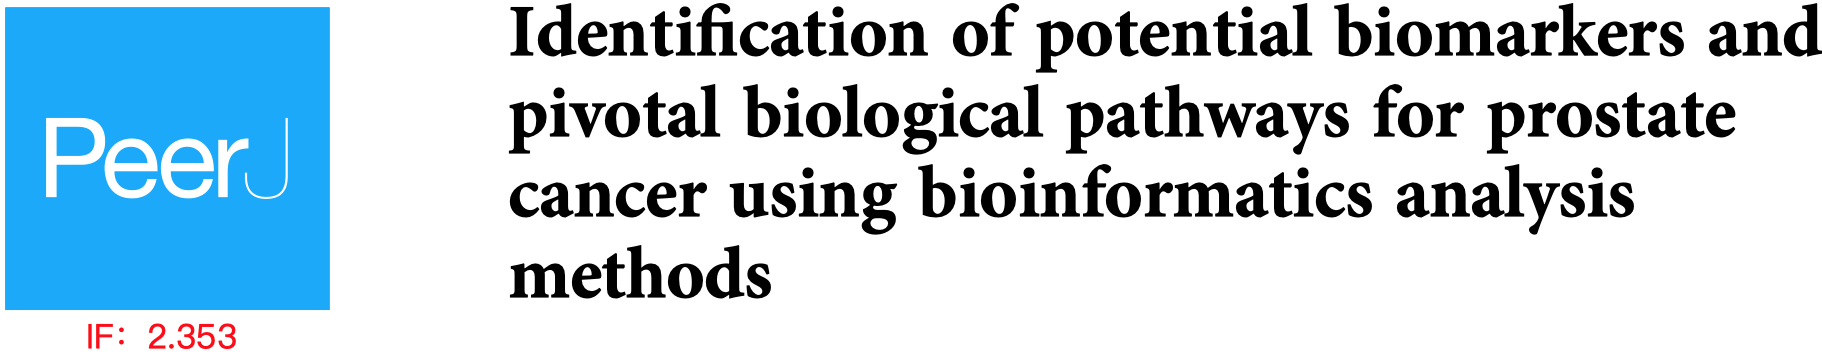 PeerJ
IF：2.353
Identification of potential biomarkers and
pivotal biological pathways for prostate
cancer using bioinformatics analysis
methods